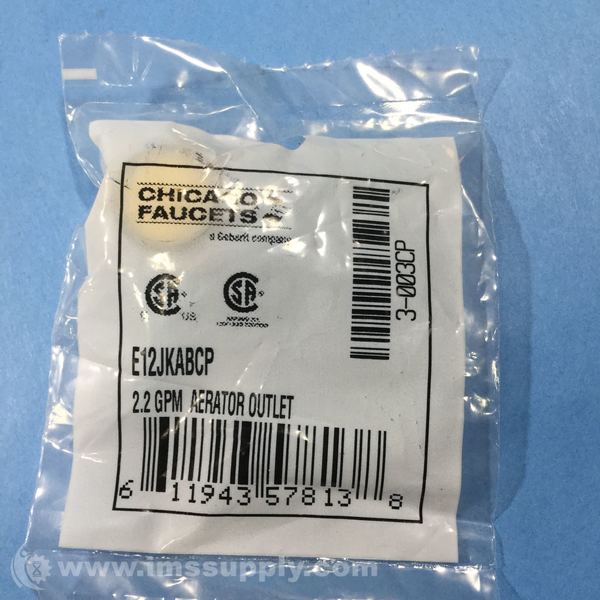 CHICAGO
FAUCETS
a Geberit company
3-003CP
US
E12JKABCP
2.2 GPM AERATOR OUTLET
6 11943 57813 8
www.imssupply.com